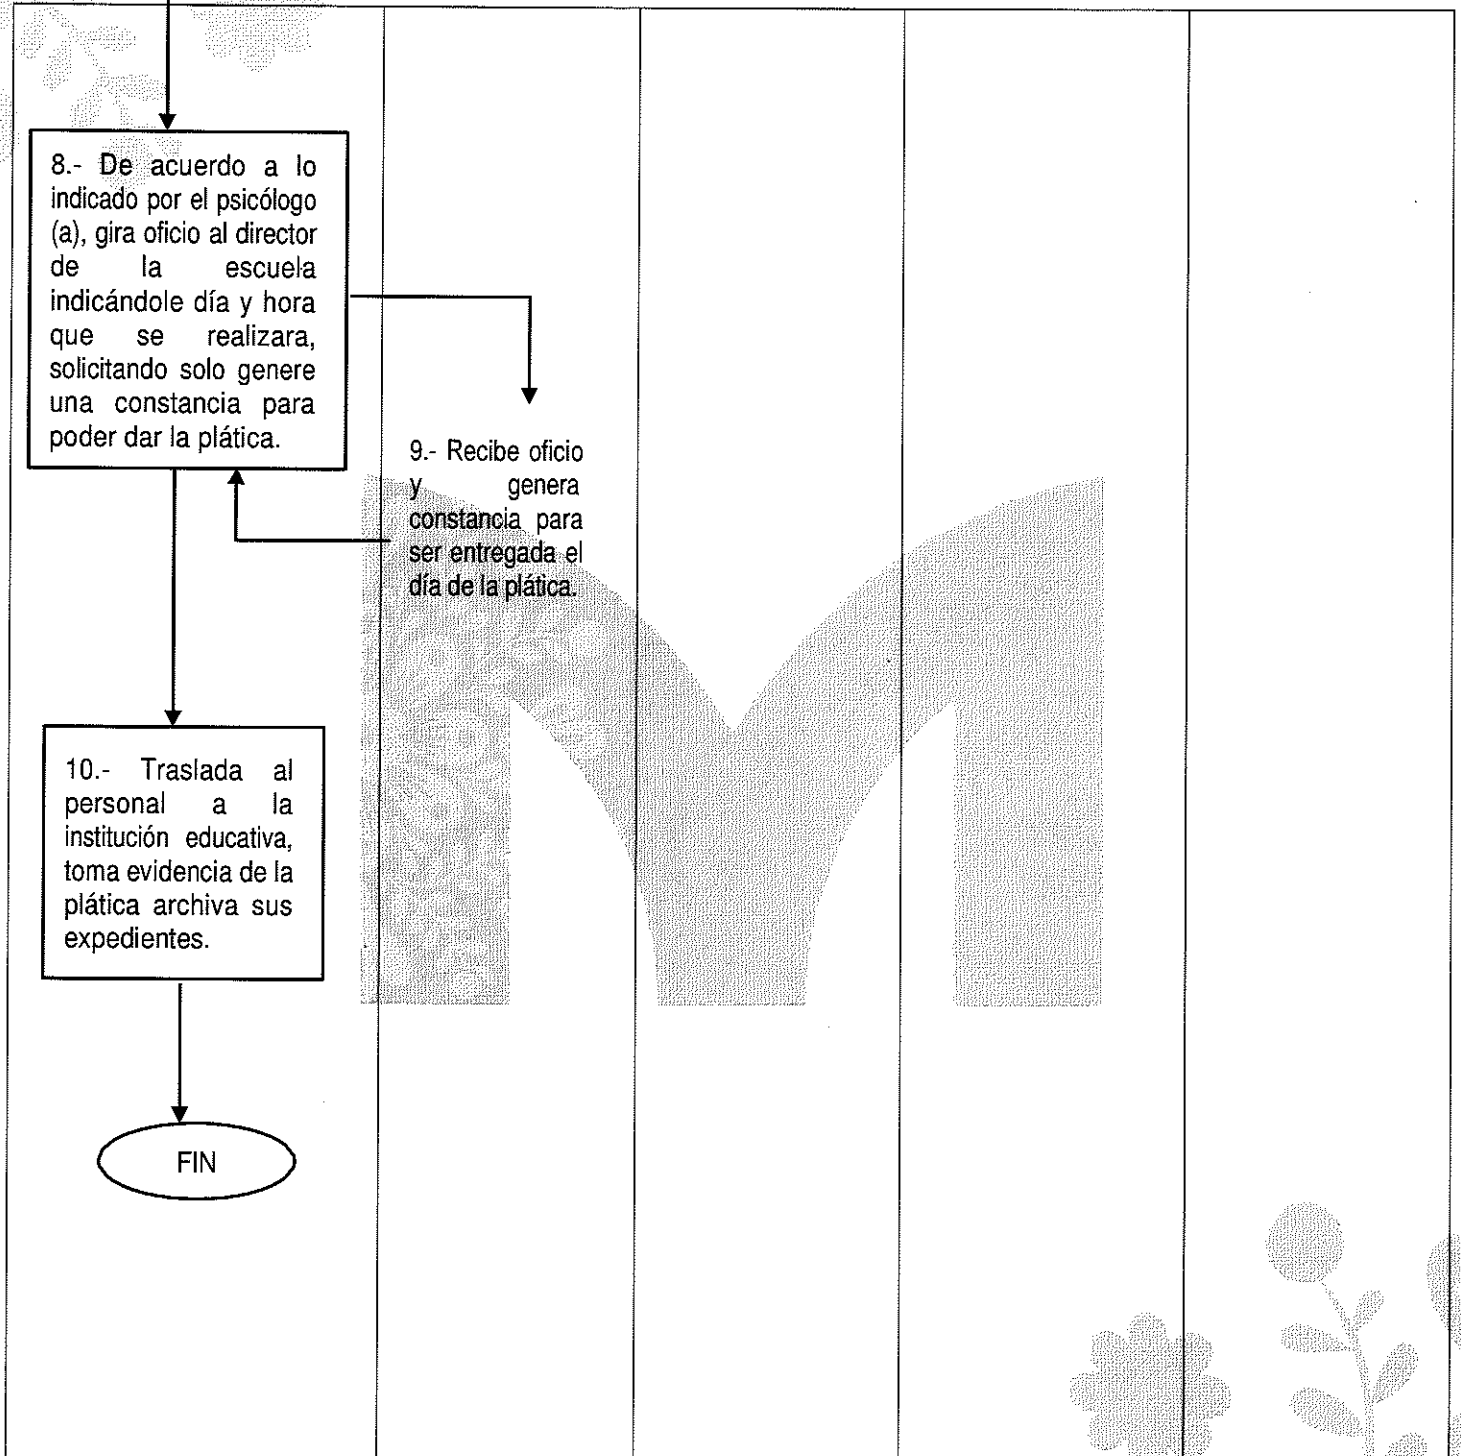 8.- De acuerdo a lo
indicado por el psicólogo
(a), gira oficio al director
de la escuela
indicándole día y hora
que se realizara,
solicitando solo genere
una constancia para
poder dar la plática.
9.- Recibe oficio
y genera
constancia para
ser entregada el
día de la plática.
10.- Traslada al
personal a la
institución educativa,
toma evidencia de la
plática archiva sus
expedientes.
FIN